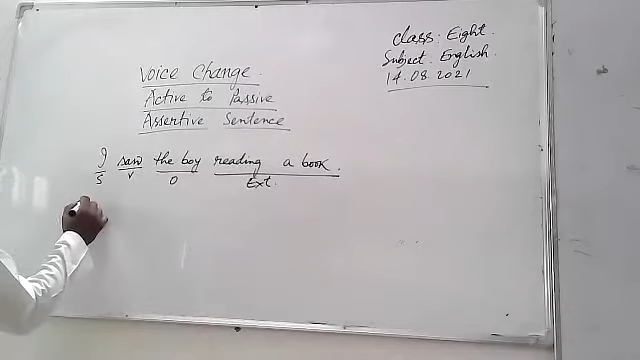 class: Eight.
Subject. English.
14.08.2021
Voice Change.
Active to Passive
Assertive Sentence
I saw the boy reading a book.
S V O Ext.